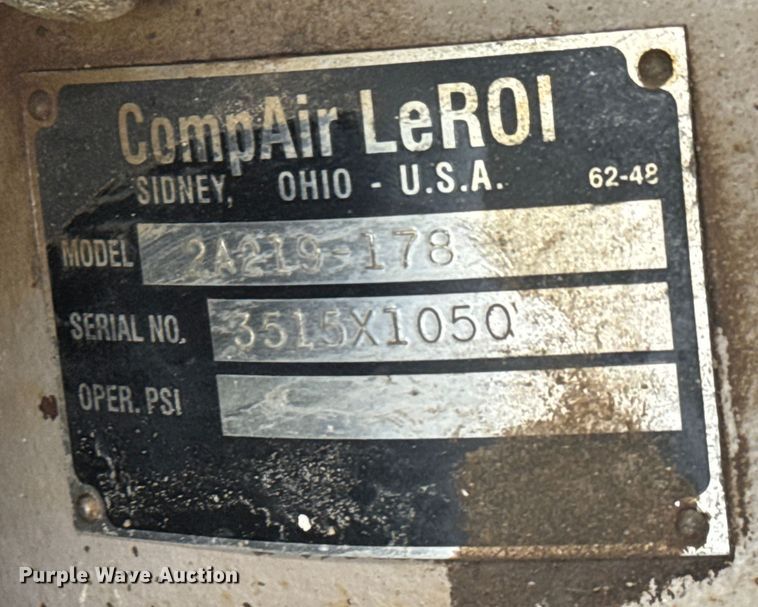 CompAir LeROI
SIDNEY, OHIO - U.S.A. 62-48
MODEL 2A219-178
SERIAL NO. 3515X1050
OPER. PSI
Purple Wave Auction